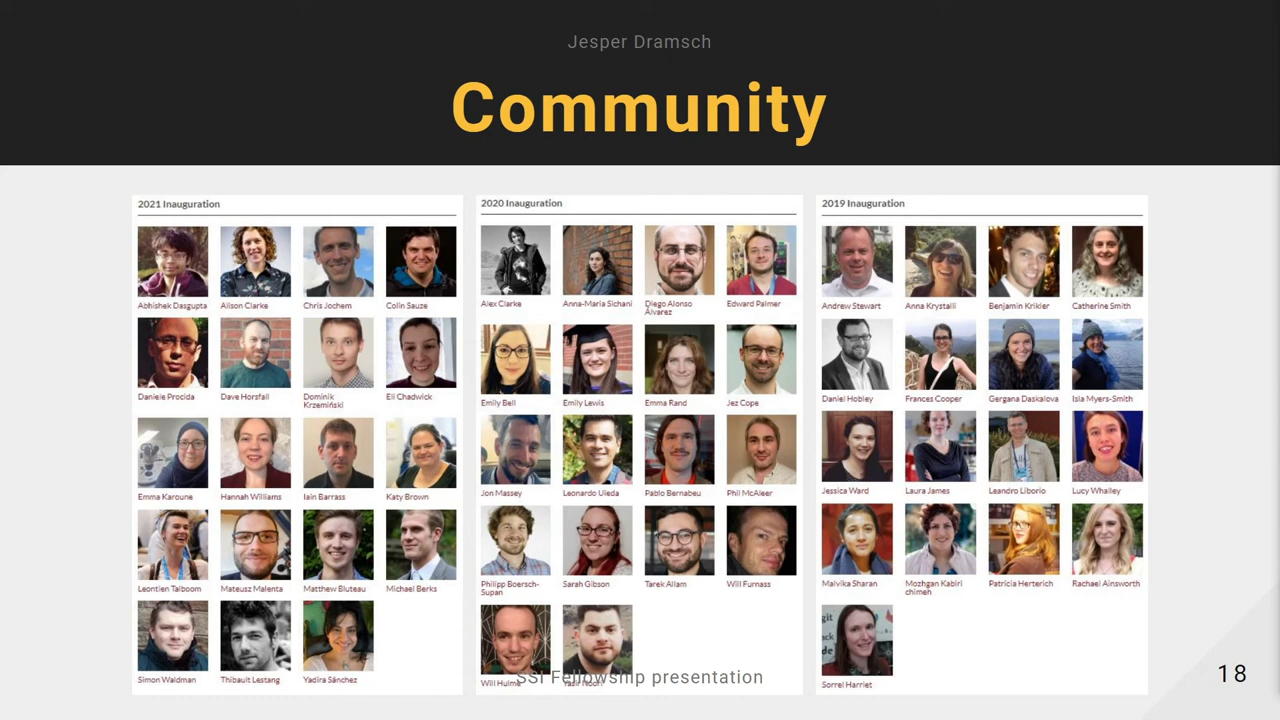 Jesper Dramsch
Community
2021 Inauguration
Abhishek Dasgupta
Alison Clarke
Chris Jochem
Colin Sauze
Daniele Procida
Dave Horsfall
Dominik
Krzemiński
Eli Chadwick
Emma Karoune
Hannah Williams
Iain Barrass
Katy Brown
Leontien Talboom
Mateusz Malenta
Matthew Bluteau
Michael Berks
Simon Waldman
Thibault Lestang
Yadira Sánchez
2020 Inauguration
Alex Clarke
Anna-Maria Sichani
Diego Alonso
Álvarez
Edward Palmer
Emily Bell
Emily Lewis
Emma Rand
Jez Cope
Jon Massey
Leonardo Uieda
Pablo Bernabeu
Phil McAleer
Philipp Boersch-
Supan
Sarah Gibson
Tarek Allam
Will Furnass
Will Hulme
Yasir Noori
2019 Inauguration
Andrew Stewart
Anna Krystalli
Benjamin Krikler
Catherine Smith
Daniel Hobley
Frances Cooper
Gergana Daskalova
Isla Myers-Smith
Jessica Ward
Laura James
Leandro Liborio
Lucy Whalley
Malvika Sharan
Mozhgan Kabiri
chimeh
Patricia Herterich
Rachael Ainsworth
Sorrel Harriet
SSI Fellowship presentation
18